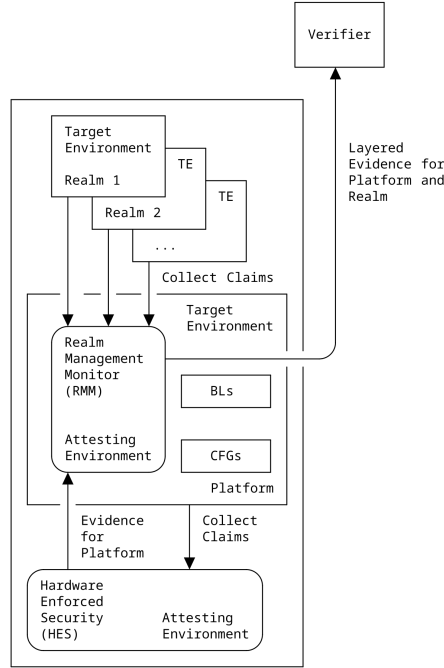 Verifier
Layered
Evidence for
Platform and
Realm
Target
Environment
Realm 1
TE
Realm 2
TE
...
Collect Claims
Target
Environment
Realm
Management
Monitor
(RMM)
Attesting
Environment
BLs
CFGs
Platform
Evidence
for
Platform
Collect
Claims
Hardware
Enforced
Security
(HES)
Attesting
Environment